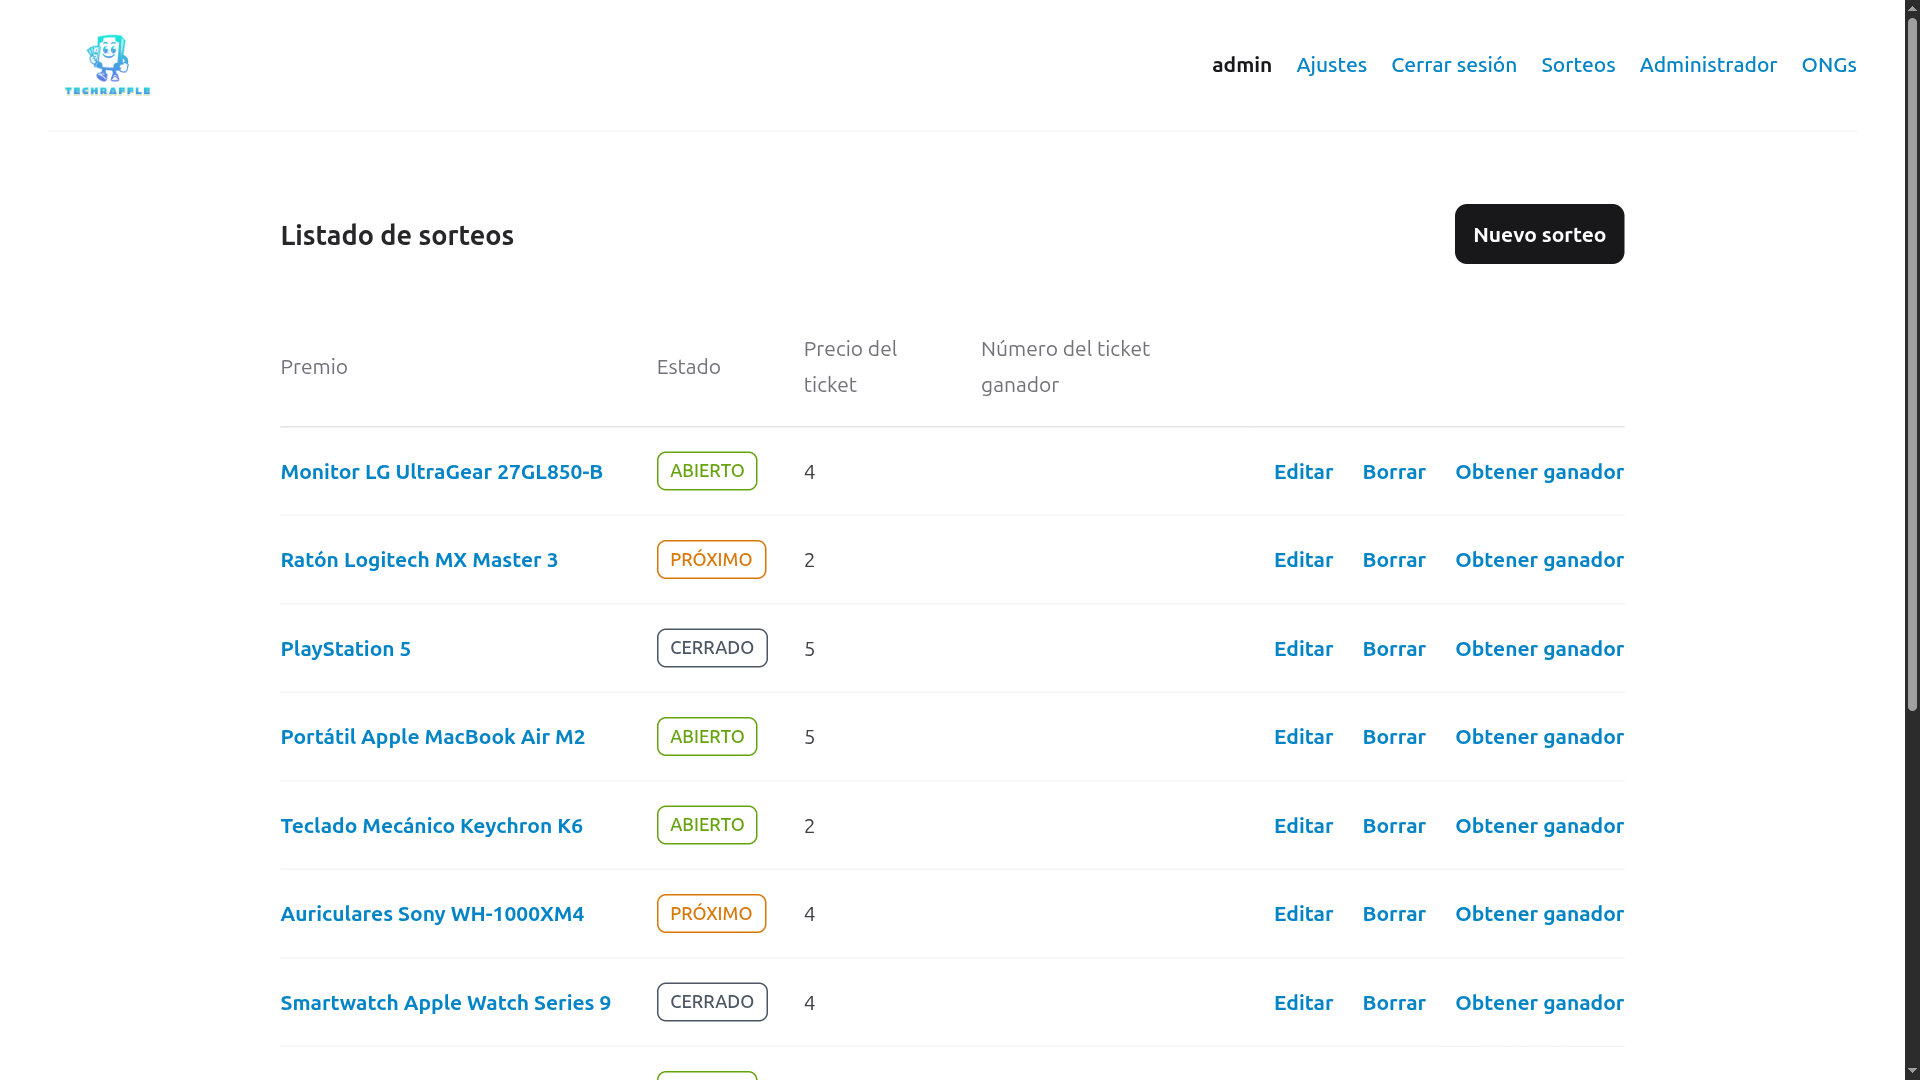 TECHRAFFLE
admin Ajustes Cerrar sesión Sorteos Administrador ONGs
Listado de sorteos
Nuevo sorteo
Premio Estado Precio del ticket Número del ticket ganador
Monitor LG UltraGear 27GL850-B ABIERTO 4 Editar Borrar Obtener ganador
Ratón Logitech MX Master 3 PRÓXIMO 2 Editar Borrar Obtener ganador
PlayStation 5 CERRADO 5 Editar Borrar Obtener ganador
Portátil Apple MacBook Air M2 ABIERTO 5 Editar Borrar Obtener ganador
Teclado Mecánico Keychron K6 ABIERTO 2 Editar Borrar Obtener ganador
Auriculares Sony WH-1000XM4 PRÓXIMO 4 Editar Borrar Obtener ganador
Smartwatch Apple Watch Series 9 CERRADO 4 Editar Borrar Obtener ganador